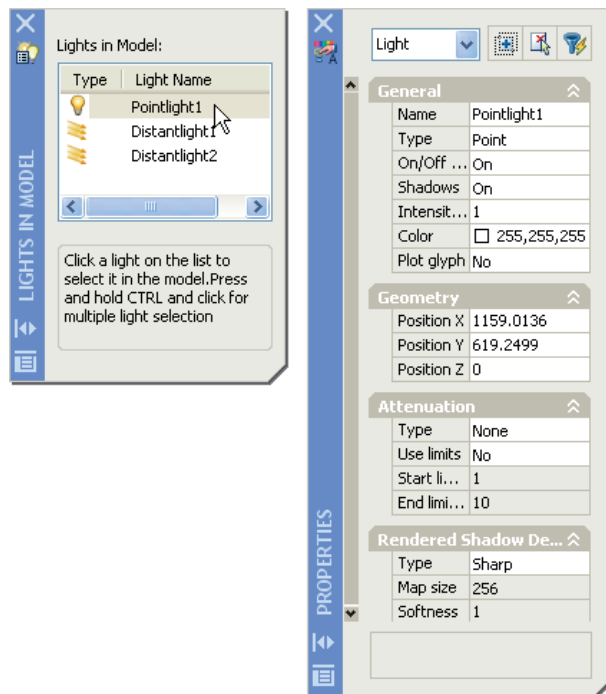 Lights in Model:
Type Light Name
Pointlight1
Distantlight1
Distantlight2
Click a light on the list to
select it in the model.Press
and hold CTRL and click for
multiple light selection
LIGHTS IN MODEL
Light
General
Name Pointlight1
Type Point
On/Off ... On
Shadows On
Intensit... 1
Color 255,255,255
Plot glyph No
Geometry
Position X 1159.0136
Position Y 619.2499
Position Z 0
Attenuation
Type None
Use limits No
Start li... 1
End limi... 10
Rendered Shadow De...
Type Sharp
Map size 256
Softness 1
PROPERTIES